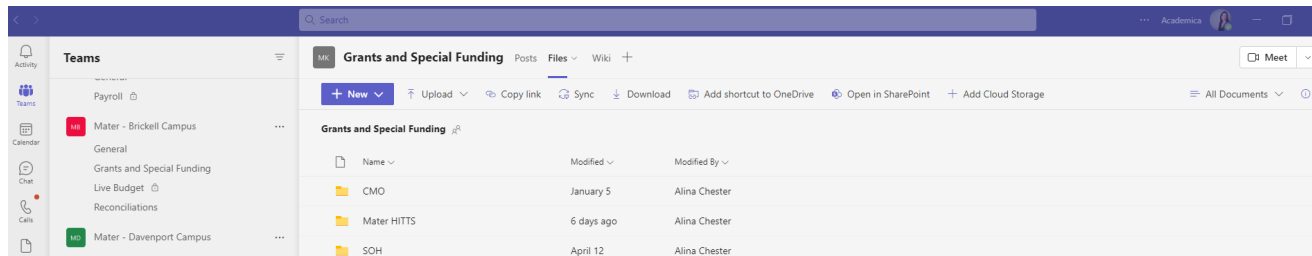 Search
Academica
Activity
Teams
Calendar
Chat
Calls
Teams
General
Payroll
MB Mater - Brickell Campus
General
Grants and Special Funding
Live Budget
Reconciliations
MD Mater - Davenport Campus
MK Grants and Special Funding Posts Files Wiki
Meet
New Upload Copy link Sync Download Add shortcut to OneDrive Open in SharePoint Add Cloud Storage All Documents
Grants and Special Funding
Name Modified Modified By
CMO January 5 Alina Chester
Mater HITTS 6 days ago Alina Chester
SOH April 12 Alina Chester